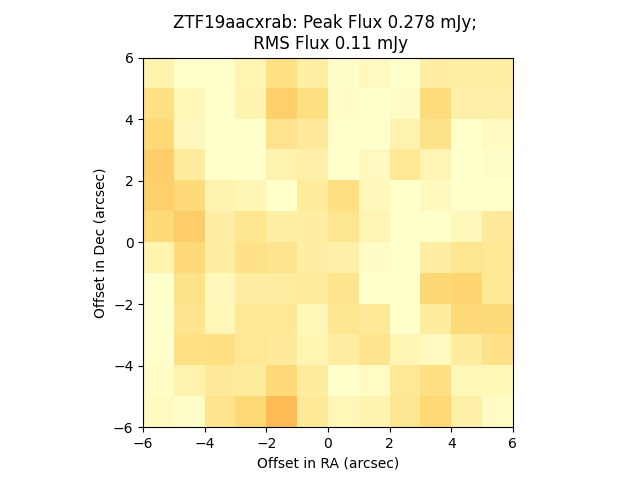 ZTF19aacxrab: Peak Flux 0.278 mJy;
RMS Flux 0.11 mJy
6
4
2
0
−2
−4
−6
Offset in Dec (arcsec)
−6 −4 −2 0 2 4 6
Offset in RA (arcsec)